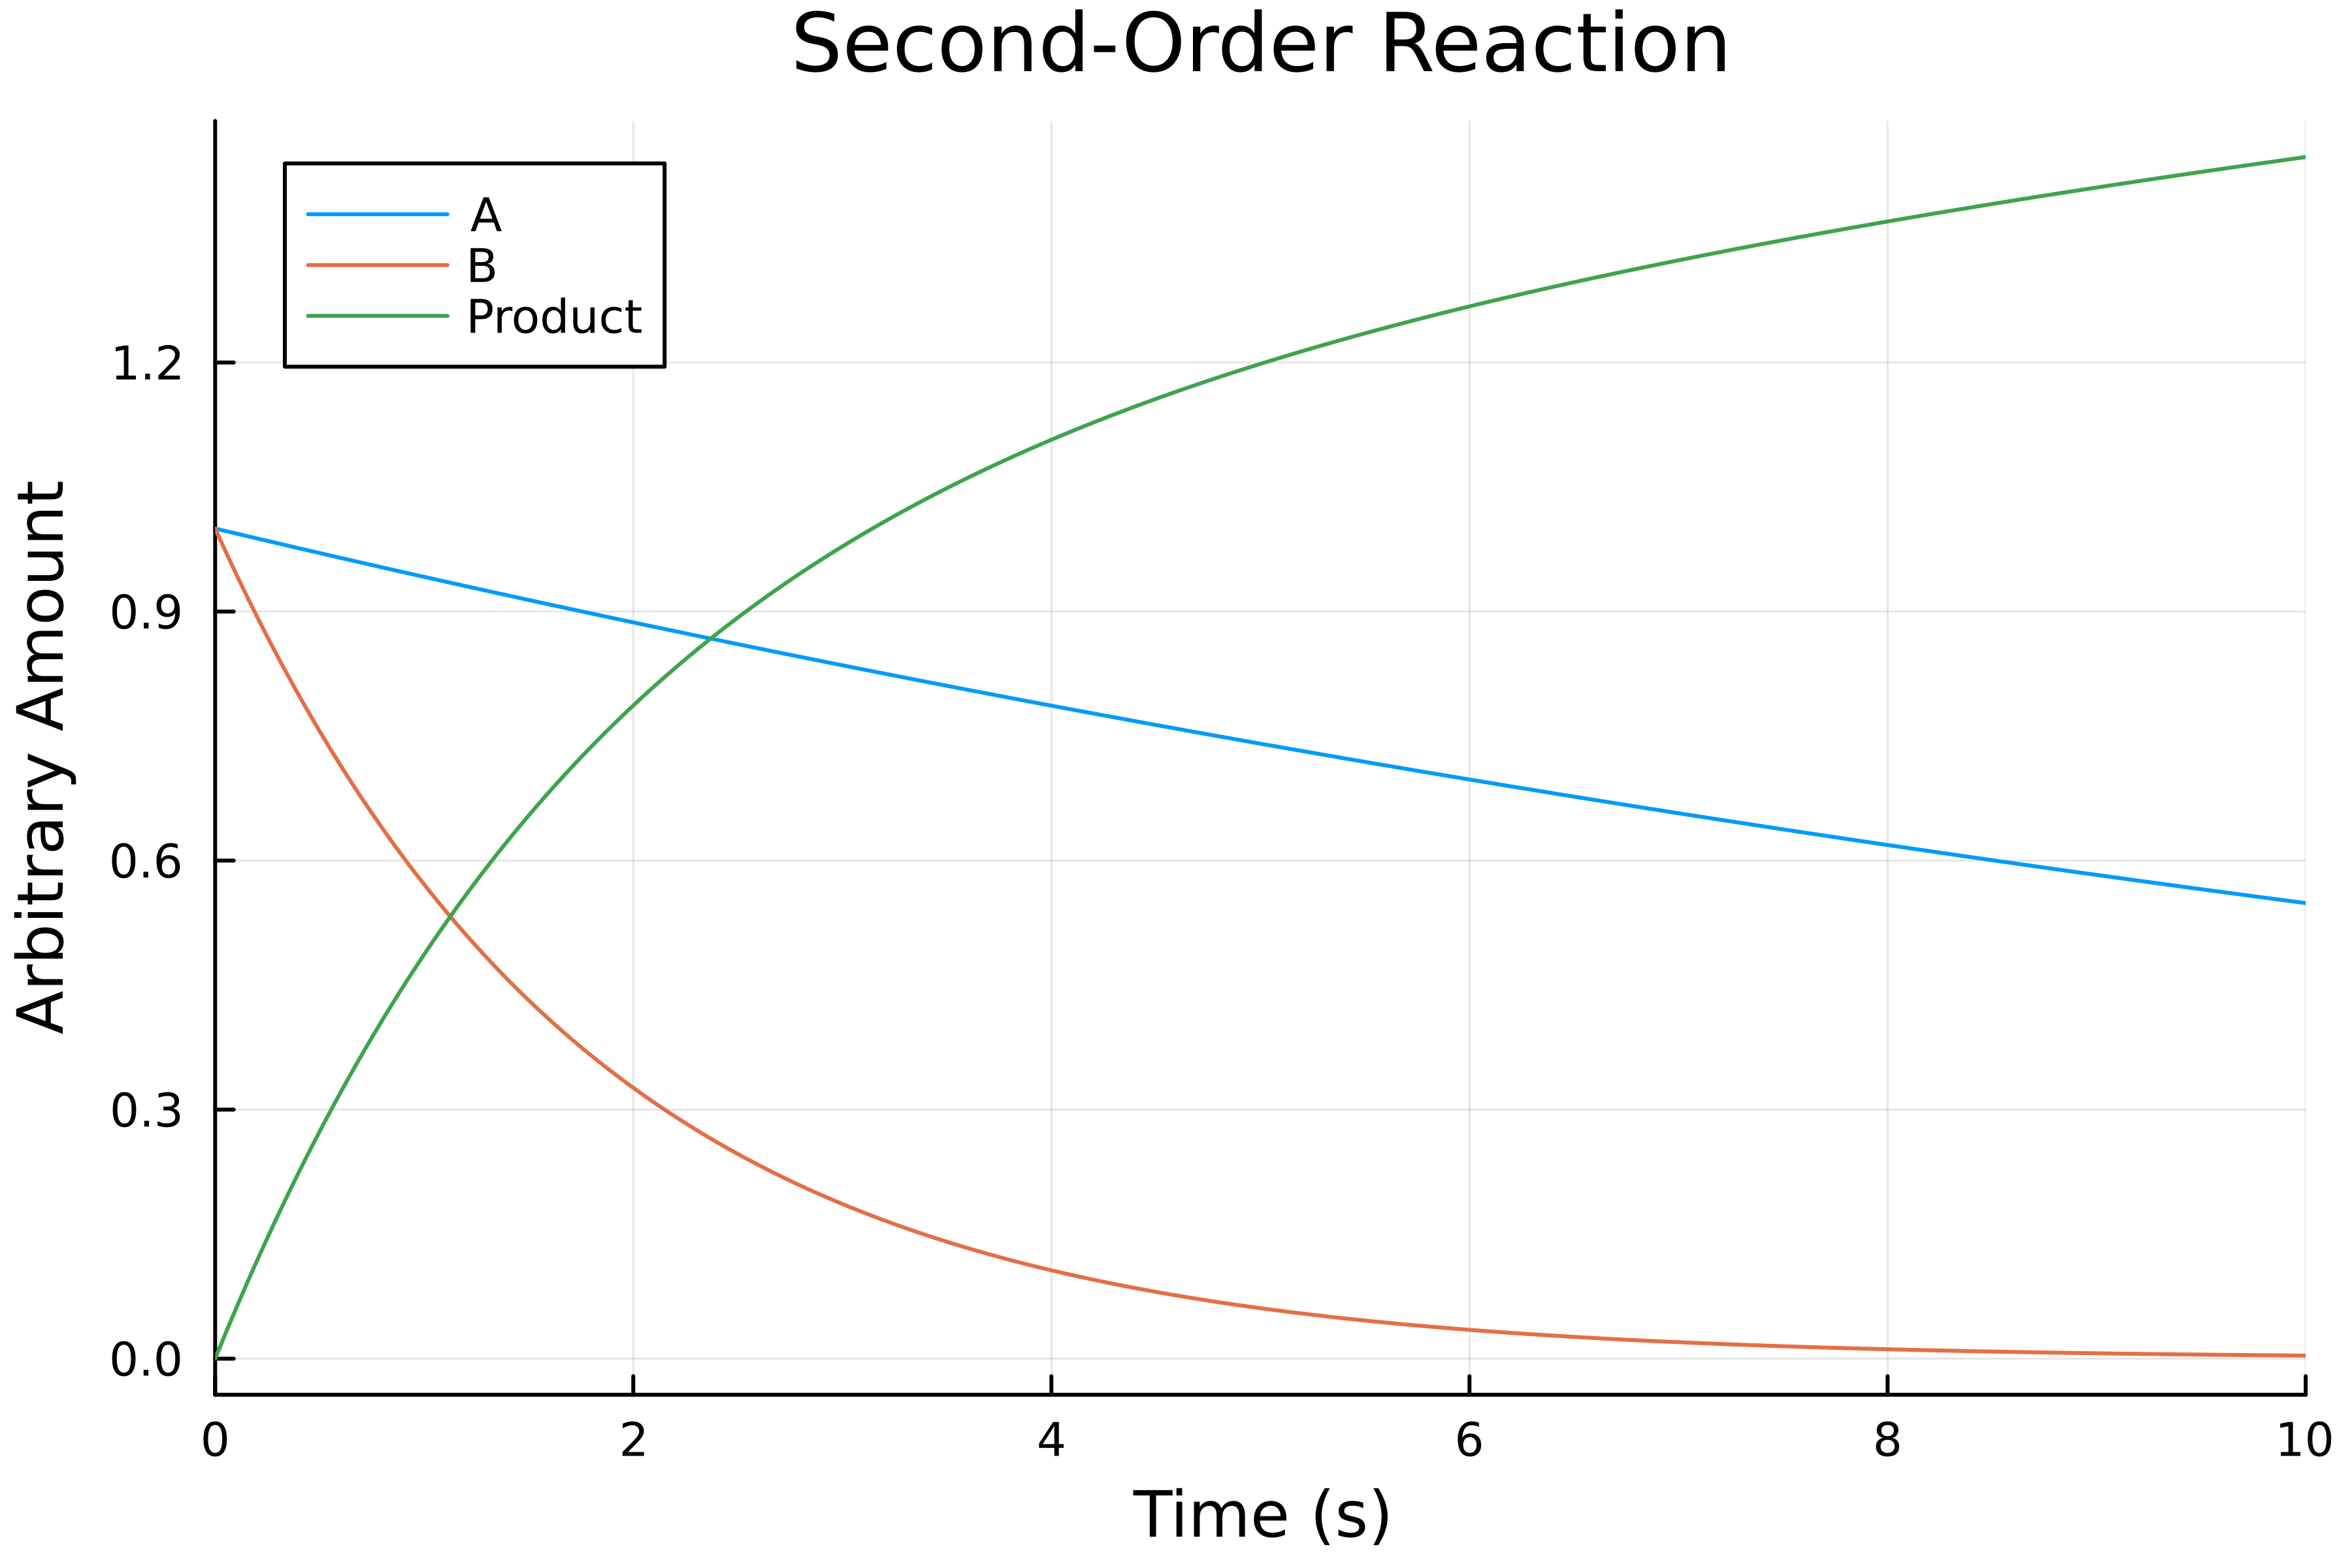 Second-Order Reaction
A
B
Product
1.2
0.9
0.6
0.3
0.0
Arbitrary Amount
0 2 4 6 8 10
Time (s)